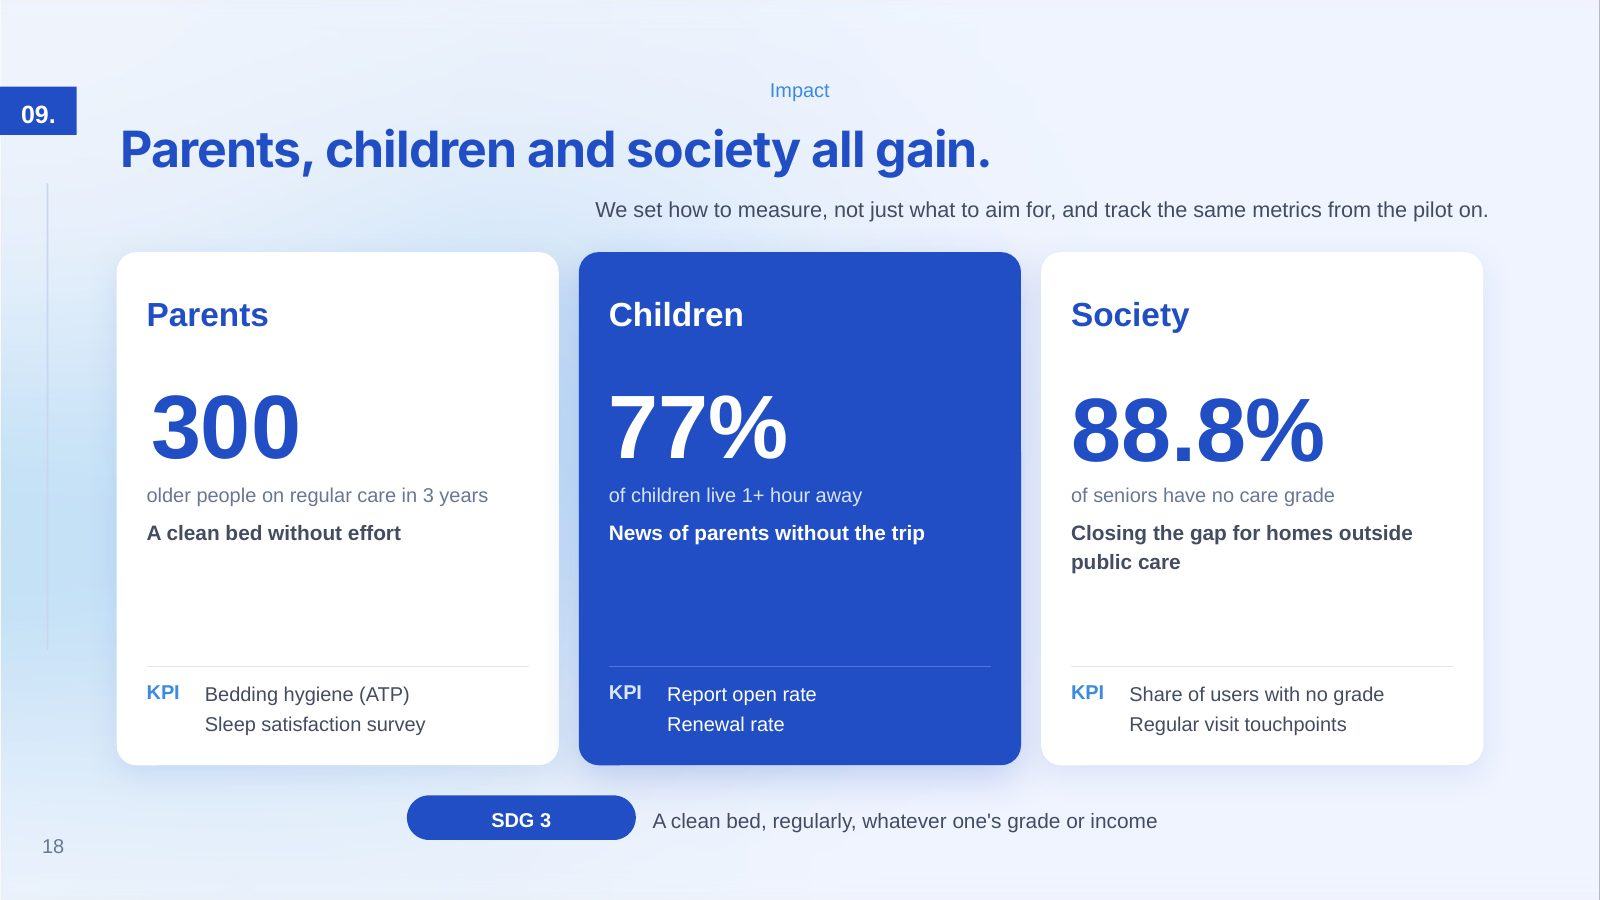 Impact
09.
Parents, children and society all gain.
We set how to measure, not just what to aim for, and track the same metrics from the pilot on.
Parents
300
older people on regular care in 3 years
A clean bed without effort
KPI
Bedding hygiene (ATP)
Sleep satisfaction survey
Children
77%
of children live 1+ hour away
News of parents without the trip
KPI
Report open rate
Renewal rate
Society
88.8%
of seniors have no care grade
Closing the gap for homes outside
public care
KPI
Share of users with no grade
Regular visit touchpoints
SDG 3
A clean bed, regularly, whatever one's grade or income
18